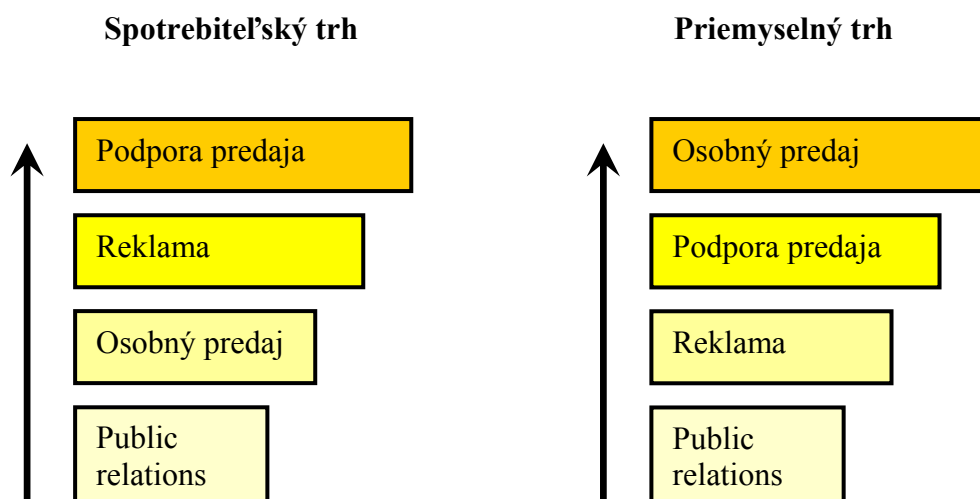 Spotrebiteľský trh
Podpora predaja
Reklama
Osobný predaj
Public
relations
Priemyselný trh
Osobný predaj
Podpora predaja
Reklama
Public
relations